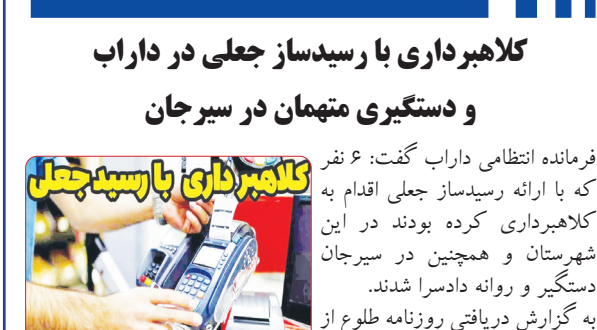 کلاهبرداری با رسیدساز جعلی در داراب
و دستگیری متهمان در سیرجان
فرمانده انتظامی داراب گفت: ۶ نفر
که با ارائه رسیدساز جعلی اقدام به
کلاهبرداری کرده بودند در این
شهرستان و همچنین در سیرجان
دستگیر و روانه دادسرا شدند.
به گزارش دریافتی روزنامه طلوع از
کلاهبرداری با رسید جعلی